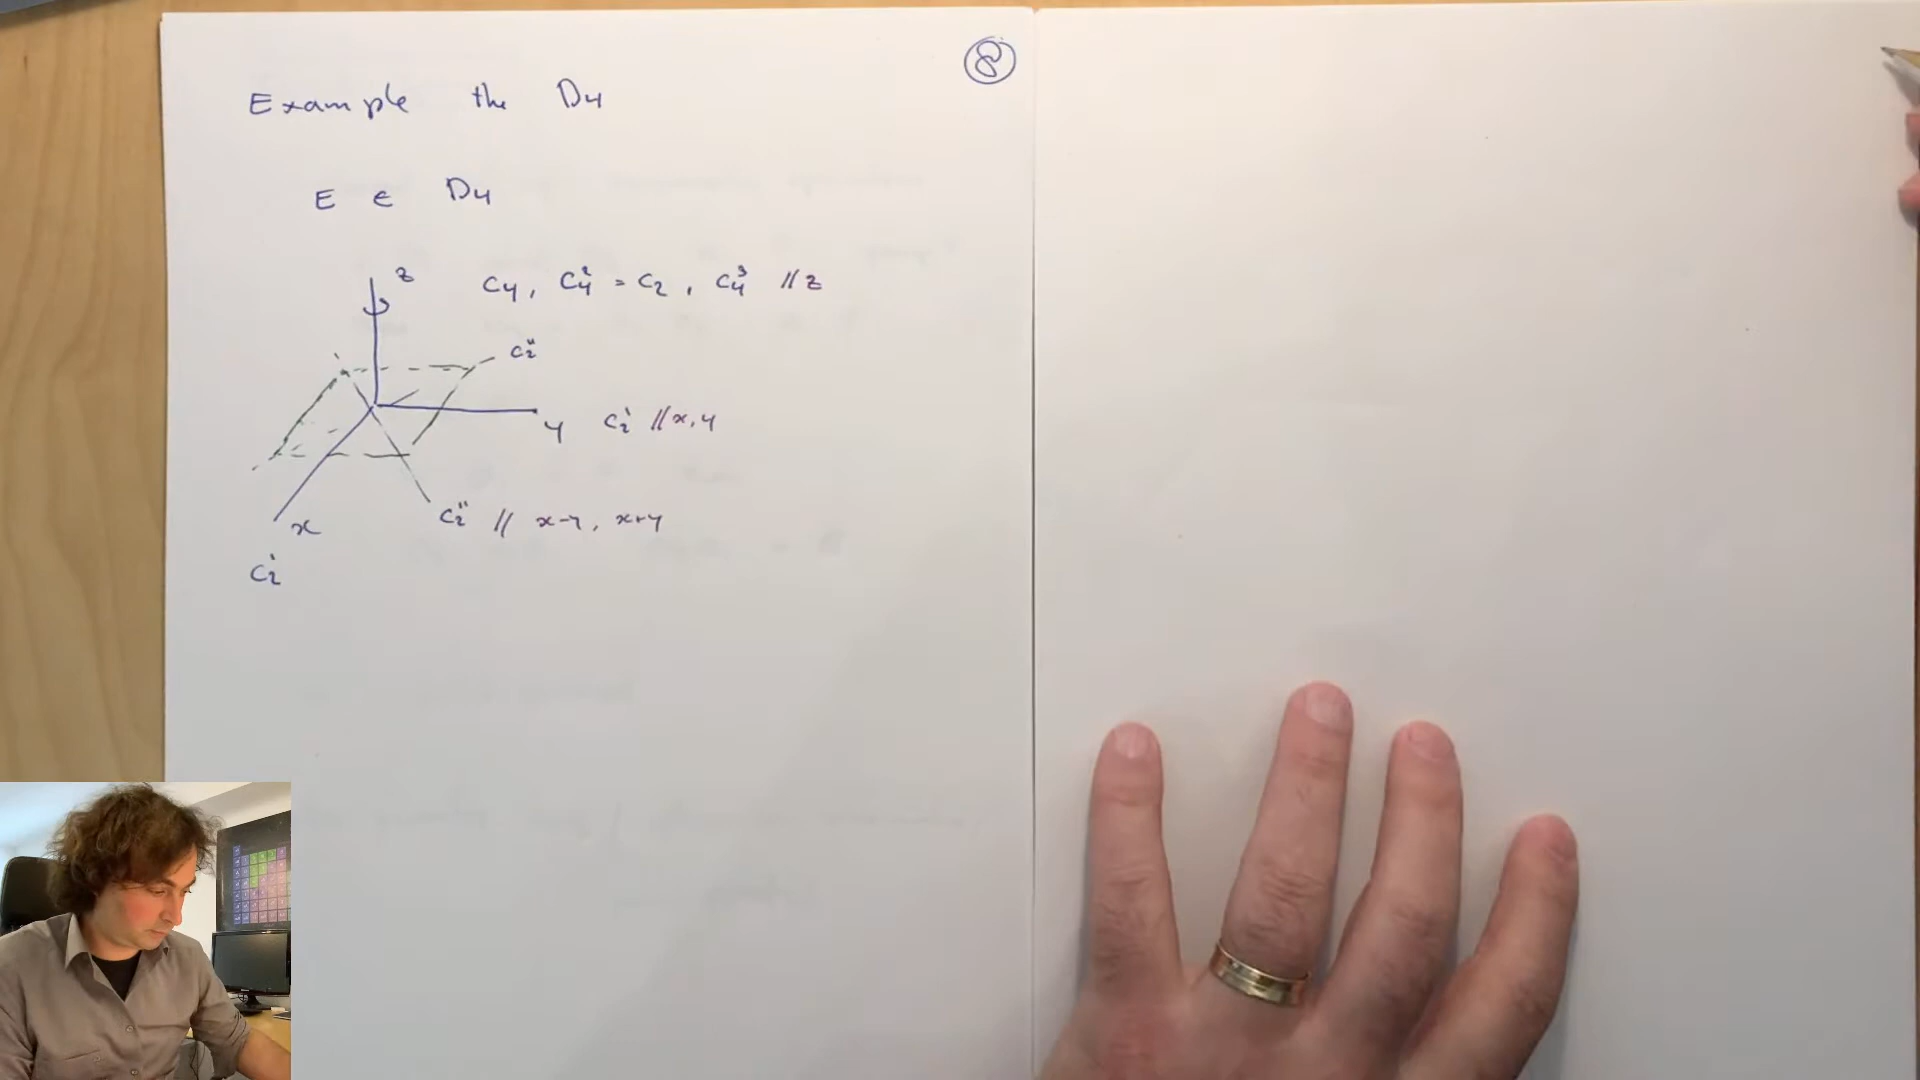 ⑧
Example the D4
E ∈ D4
z C4, C4² = C2, C4³ // z
C2''
y C2' // x, y
x C2'' // x-y, x+y
C2'